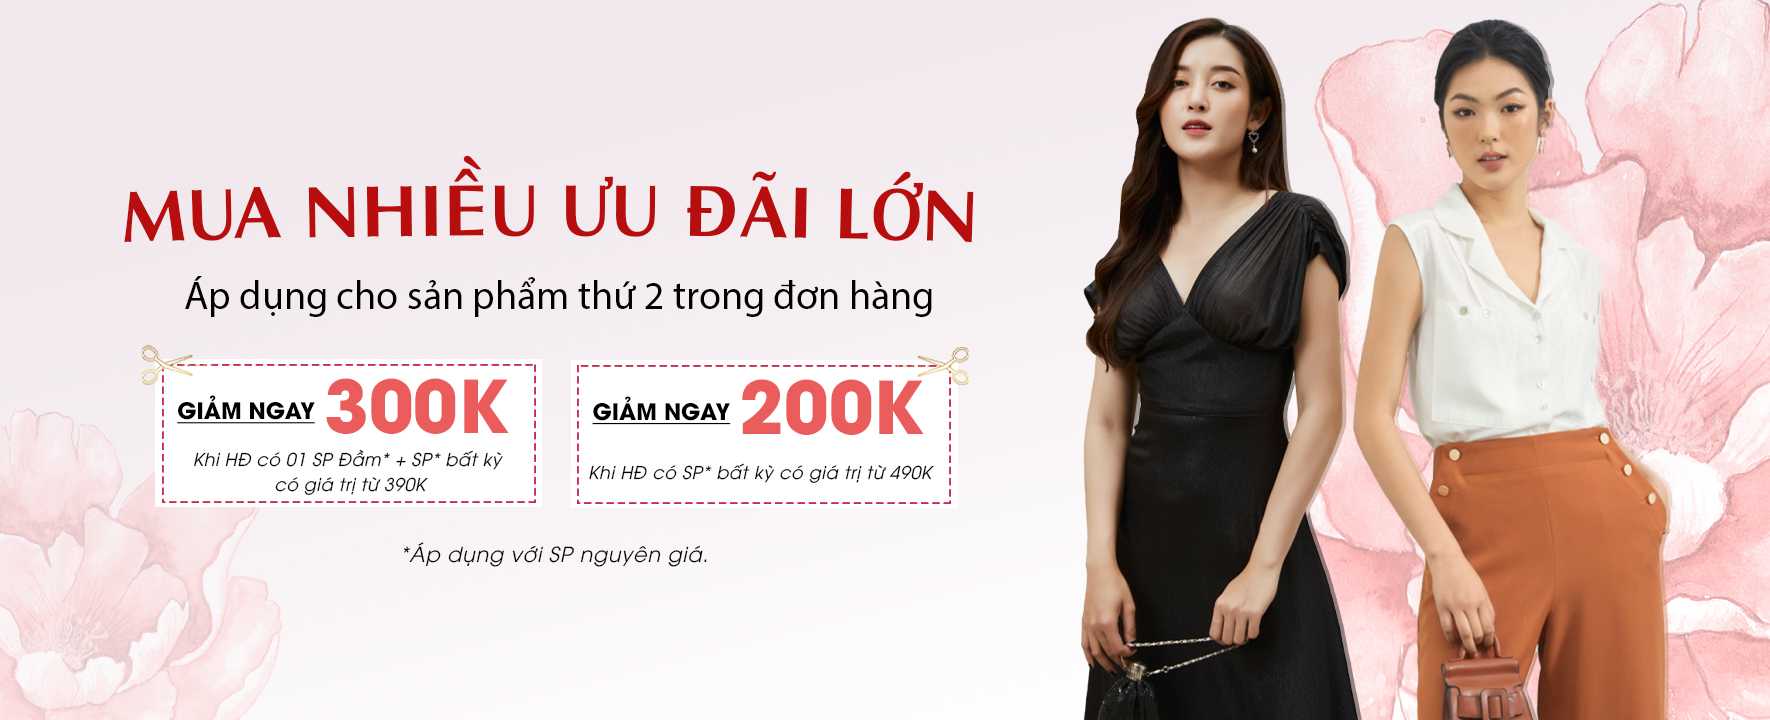 MUA NHIỀU ƯU ĐÃI LỚN
Áp dụng cho sản phẩm thứ 2 trong đơn hàng
GIẢM NGAY 300K
Khi HĐ có 01 SP Đầm* + SP* bất kỳ
có giá trị từ 390K
GIẢM NGAY 200K
Khi HĐ có SP* bất kỳ có giá trị từ 490K
*Áp dụng với SP nguyên giá.